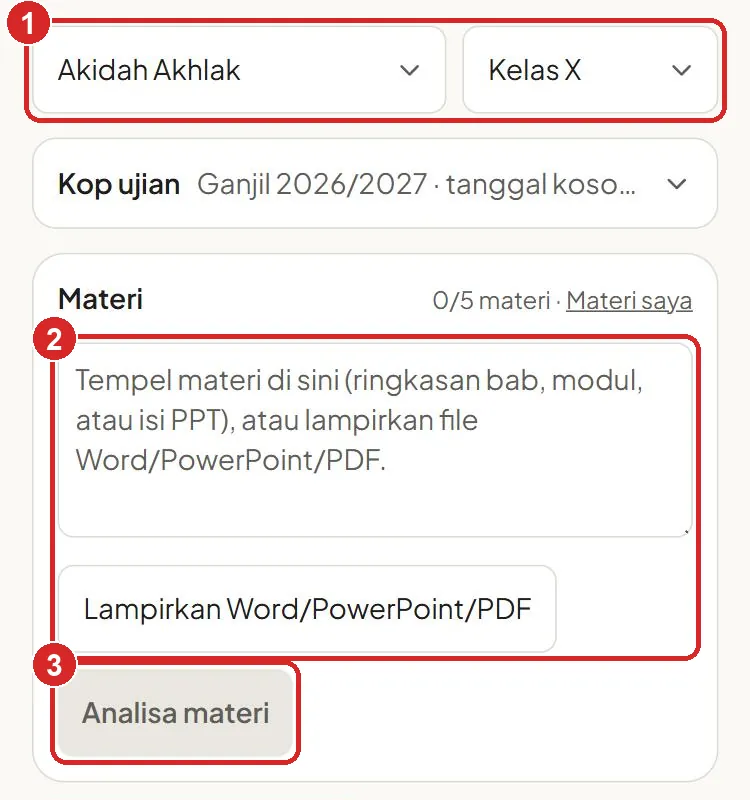 1
Akidah Akhlak
Kelas X
Kop ujian Ganjil 2026/2027 · tanggal koso...
Materi
0/5 materi · Materi saya
2
Tempel materi di sini (ringkasan bab, modul,
atau isi PPT), atau lampirkan file
Word/PowerPoint/PDF.
Lampirkan Word/PowerPoint/PDF
3
Analisa materi